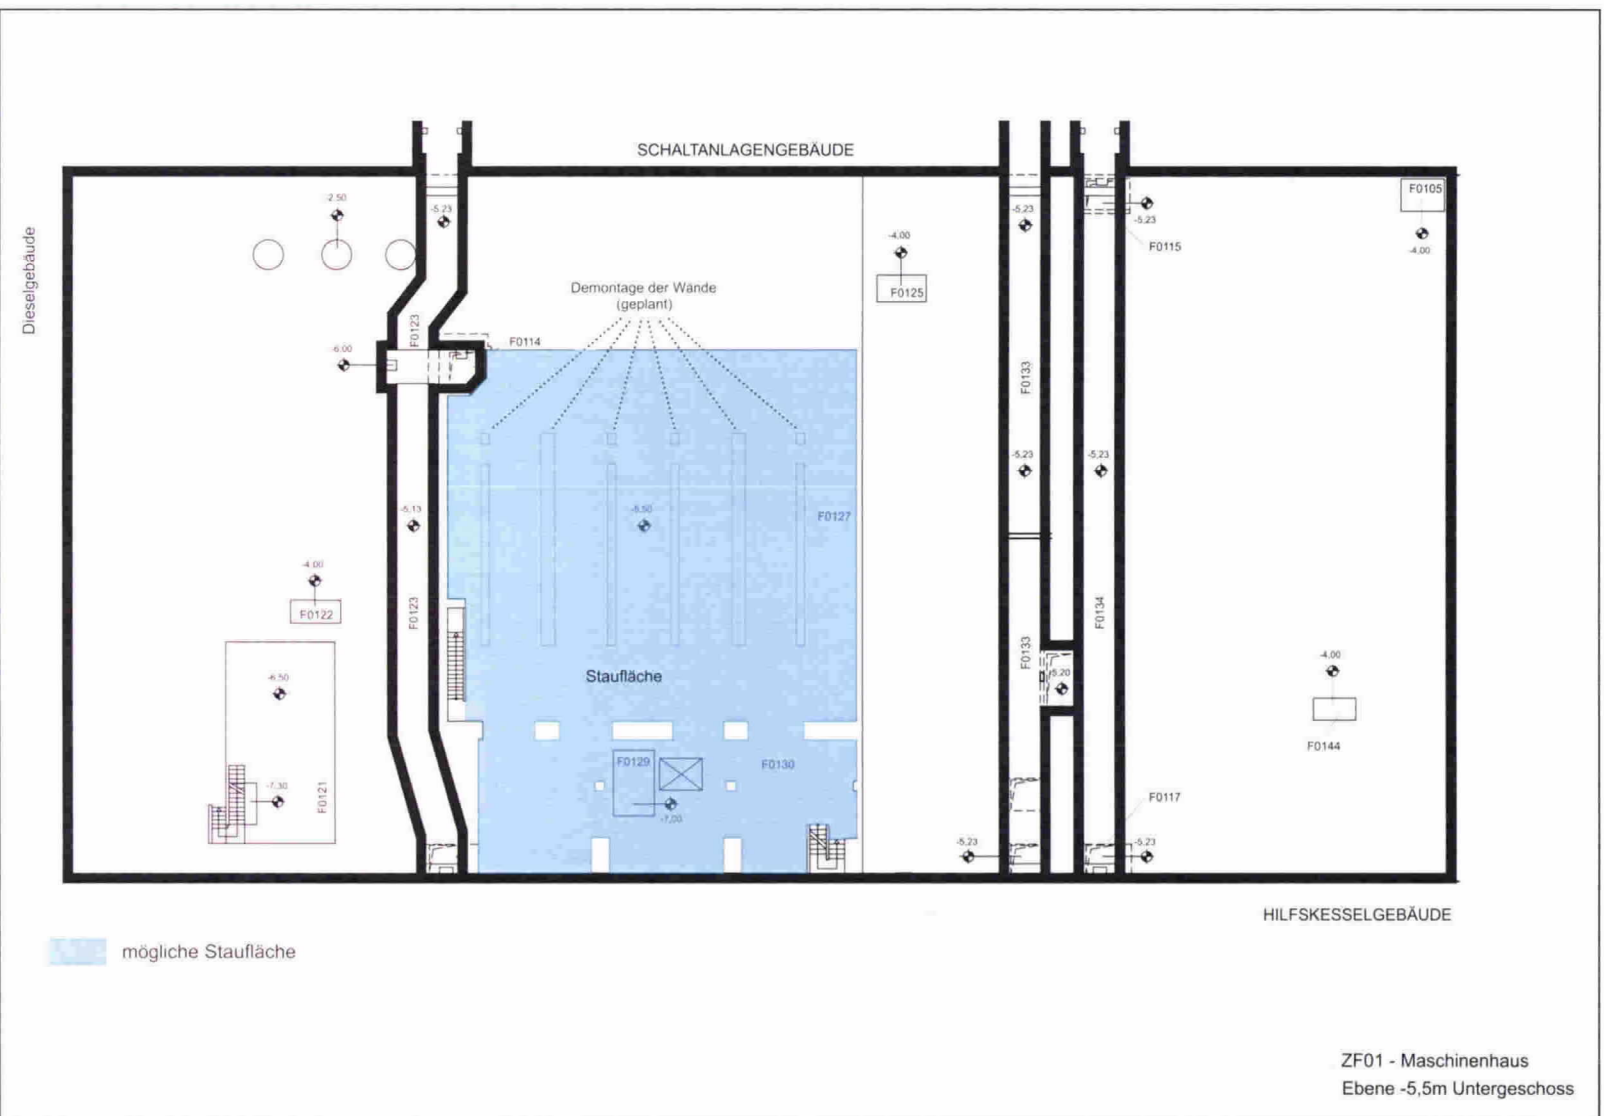 SCHALTANLAGENGEBÄUDE
Dieselgebäude
-2.50
-5,23
-4,00
F0125
-5,23
-5,23
F0115
F0105
-4,00
Demontage der Wände
(geplant)
F0123
-6,00
F0114
F0133
-5,23
-5,23
-5,13
-5,50
F0127
-4,00
F0122
F0123
F0133
F0134
-5,20
-4,00
F0144
-6,50
-7,30
F0121
Staufläche
F0129
F0130
-7,00
F0117
-5,23
-5,23
HILFSKESSELGEBÄUDE
mögliche Staufläche
ZF01 - Maschinenhaus
Ebene -5,5m Untergeschoss